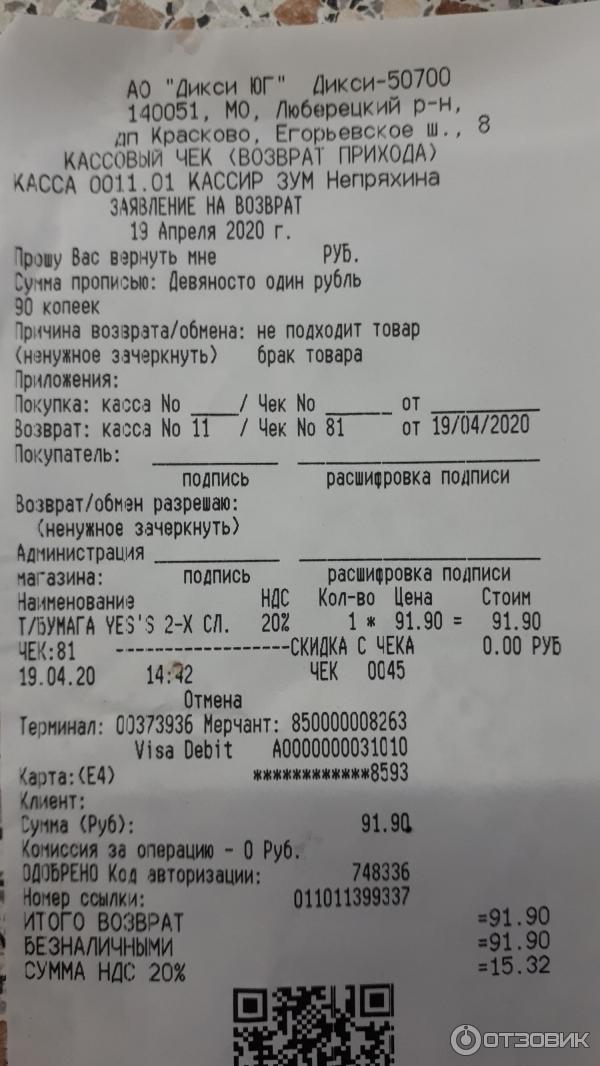 АО "Дикси ЮГ" Дикси-50700
140051, МО, Люберецкий р-н,
дп Красково, Егорьевское ш., 8
КАССОВЫЙ ЧЕК (ВОЗВРАТ ПРИХОДА)
КАССА 0011.01 КАССИР ЗУМ Непряхина
ЗАЯВЛЕНИЕ НА ВОЗВРАТ
19 Апреля 2020 г.
Прошу Вас вернуть мне РУБ.
Сумма прописью: Девяносто один рубль
90 копеек
Причина возврата/обмена: не подходит товар
(ненужное зачеркнуть) брак товара
Приложения:
Покупка: касса No _____/ Чек No ______ от _________
Возврат: касса No 11 / Чек No 81 от 19/04/2020
Покупатель: ___________ ____________________
подпись расшифровка подписи
Возврат/обмен разрешаю:
(ненужное зачеркнуть)
Администрация ___________ ____________________
магазина: подпись расшифровка подписи
Наименование НДС Кол-во Цена Стоим
Т/БУМАГА YES'S 2-Х СЛ. 20% 1 * 91.90 = 91.90
ЧЕК:81 -----------------СКИДКА С ЧЕКА 0.00 РУБ
19.04.20 14:42 ЧЕК 0045
Отмена
Терминал: 00373936 Мерчант: 850000008263
Visa Debit A0000000031010
Карта:(E4) ************8593
Клиент:
Сумма (Руб): 91.90
Комиссия за операцию - 0 Руб.
ОДОБРЕНО Код авторизации: 748336
Номер ссылки: 011011399337
ИТОГО ВОЗВРАТ =91.90
БЕЗНАЛИЧНЫМИ =91.90
СУММА НДС 20% =15.32
ОТЗОВИК